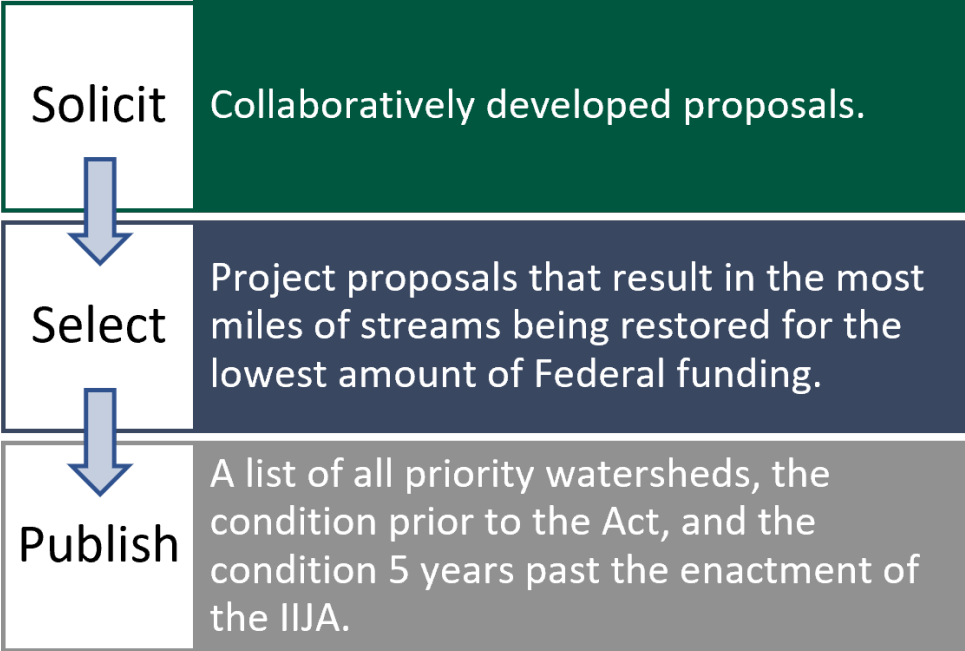 Solicit
Collaboratively developed proposals.
Select
Project proposals that result in the most
miles of streams being restored for the
lowest amount of Federal funding.
Publish
A list of all priority watersheds, the
condition prior to the Act, and the
condition 5 years past the enactment of
the IIJA.